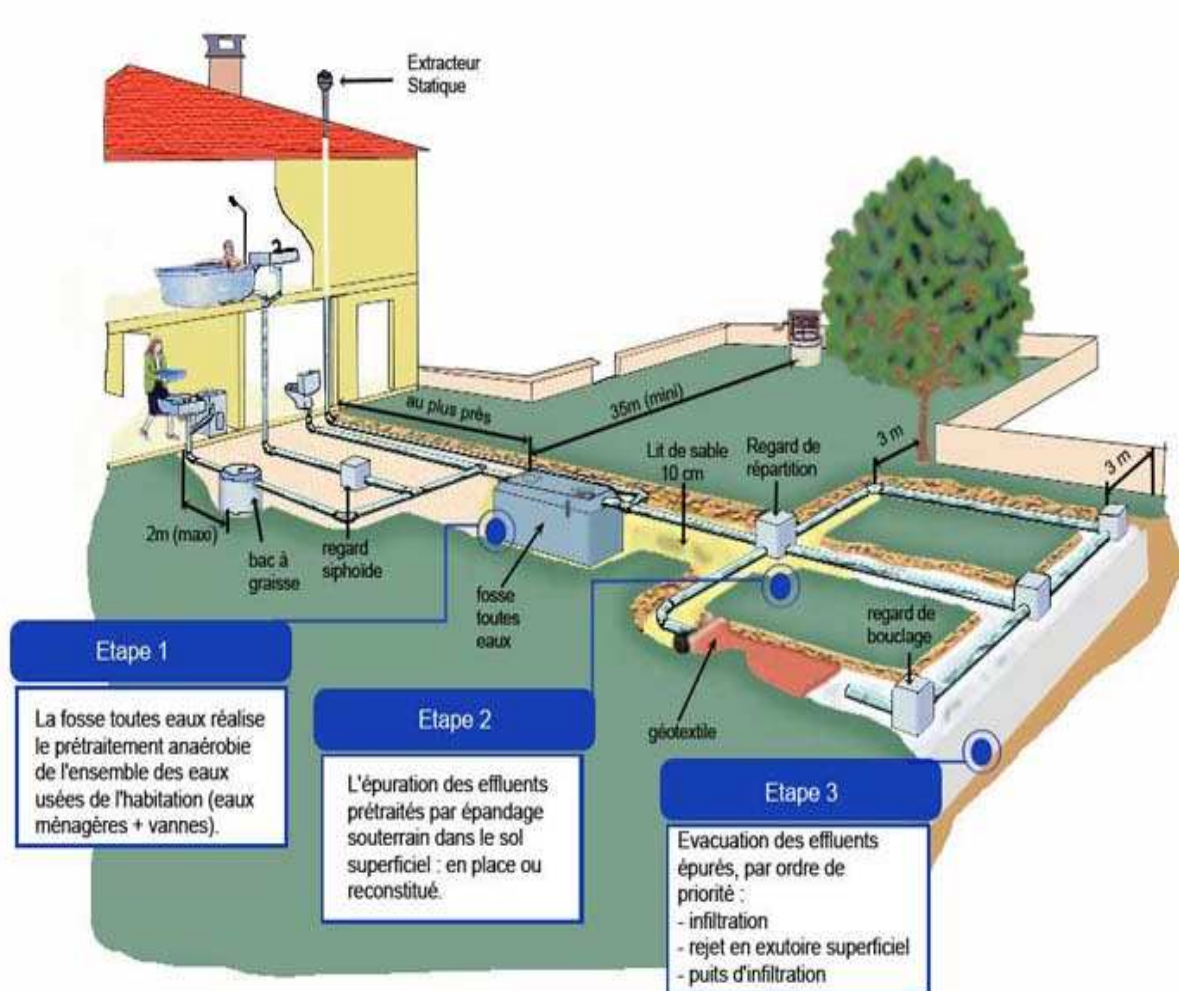 Extracteur
Statique
au plus près
35m (mini)
Lit de sable
10 cm
Regard de
répartition
3 m
3 m
2m (maxi)
bac à
graisse
regard
siphoïde
fosse
toutes
eaux
regard de
bouclage
géotextile
Etape 1
La fosse toutes eaux réalise
le prétraitement anaérobie
de l'ensemble des eaux
usées de l'habitation (eaux
ménagères + vannes).
Etape 2
L'épuration des effluents
prétraités par épandage
souterrain dans le sol
superficiel : en place ou
reconstitué.
Etape 3
Evacuation des effluents
épurés, par ordre de
priorité :
- infiltration
- rejet en exutoire superficiel
- puits d'infiltration